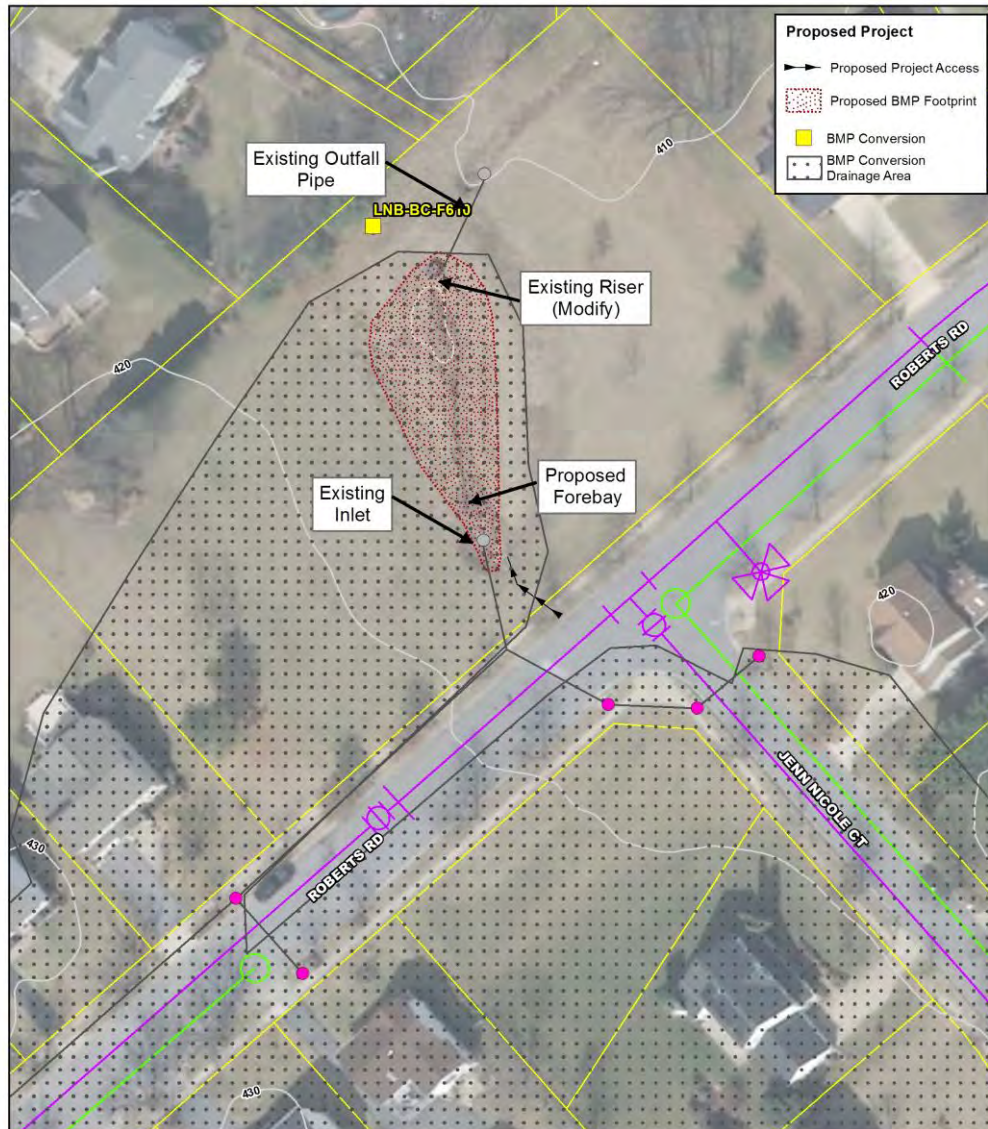 Proposed Project
Proposed Project Access
Proposed BMP Footprint
BMP Conversion
BMP Conversion
Drainage Area
410
Existing Outfall
Pipe
LNB-BC-F610
Existing Riser
(Modify)
420
ROBERTS RD
Existing
Inlet
Proposed
Forebay
420
JENN NICOLE CT
ROBERTS RD
430
430